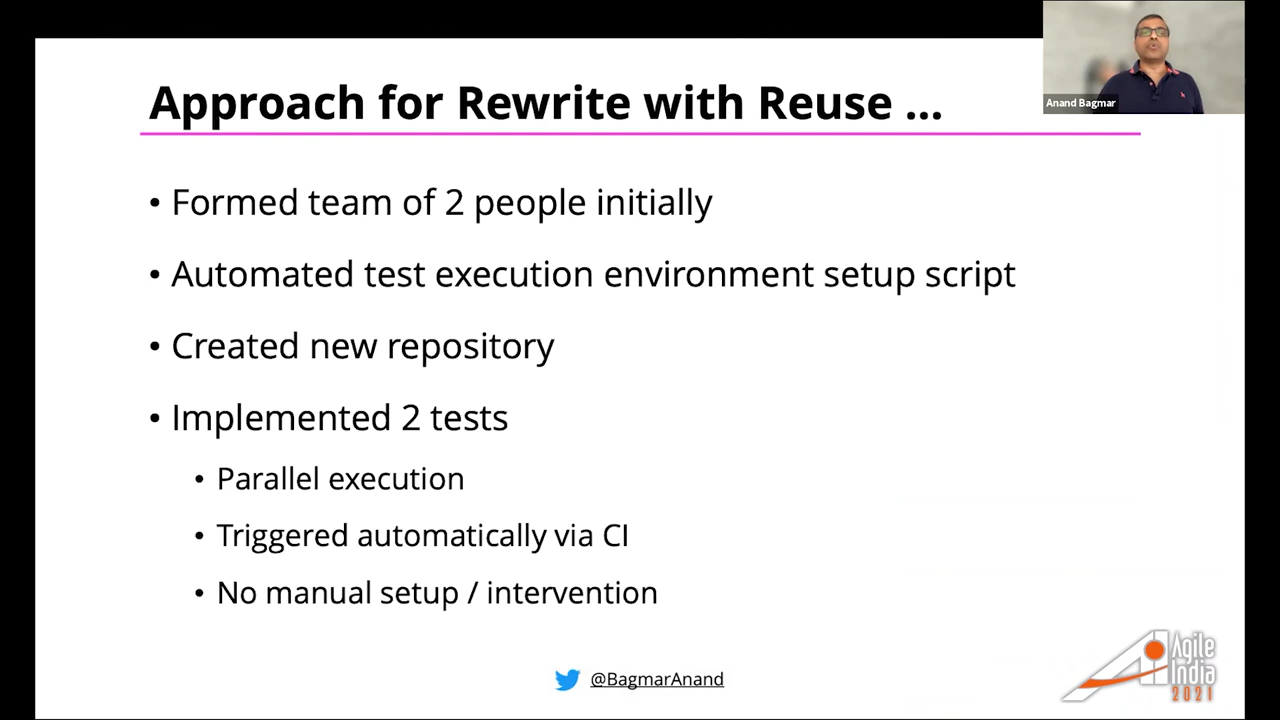 Approach for Rewrite with Reuse ...
Anand Bagmar
• Formed team of 2 people initially
• Automated test execution environment setup script
• Created new repository
• Implemented 2 tests
• Parallel execution
• Triggered automatically via CI
• No manual setup / intervention
@BagmarAnand
Agile
India
2021